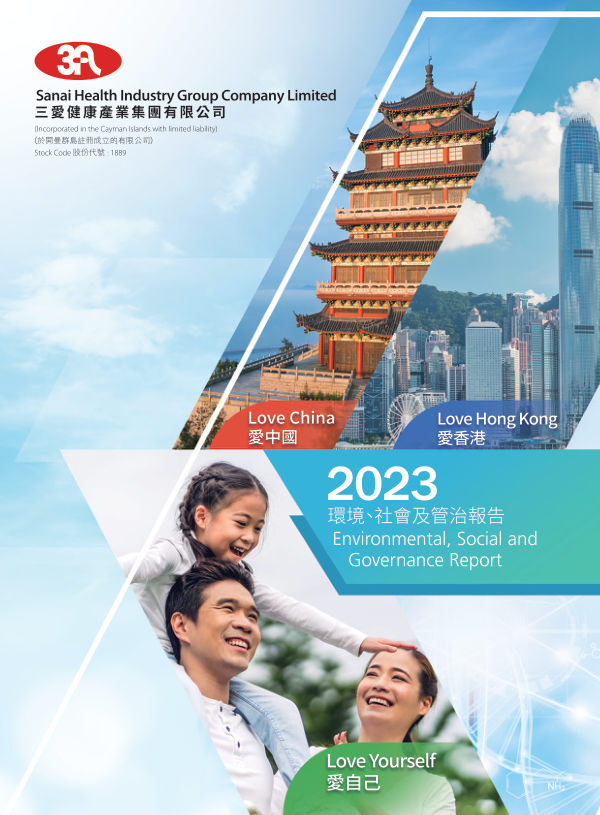 3A
Sanai Health Industry Group Company Limited
三愛健康產業集團有限公司
(Incorporated in the Cayman Islands with limited liability)
(於開曼群島註冊成立的有限公司)
Stock Code 股份代號 : 1889
Love China
愛中國
Love Hong Kong
愛香港
2023
環境、社會及管治報告
Environmental, Social and
Governance Report
Love Yourself
愛自己
NH₂